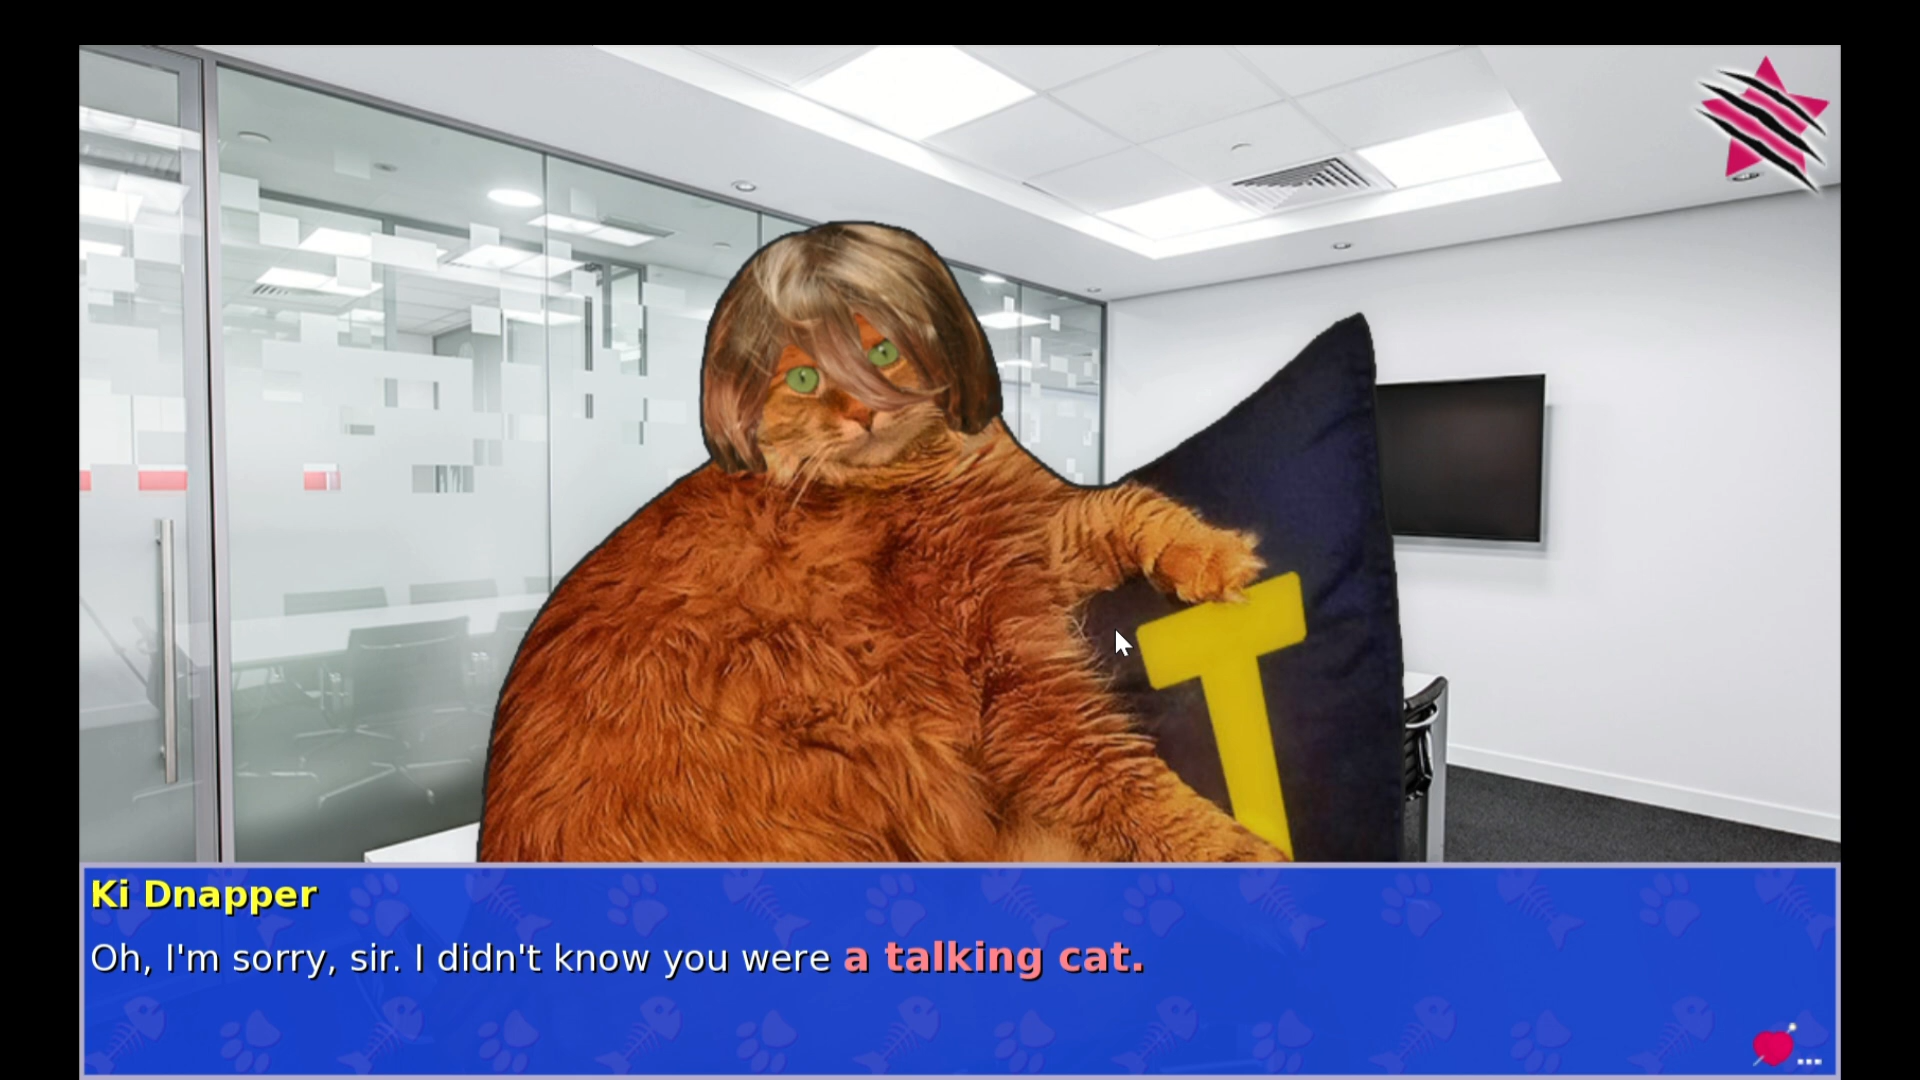 T
Ki Dnapper
Oh, I'm sorry, sir. I didn't know you were a talking cat.
...